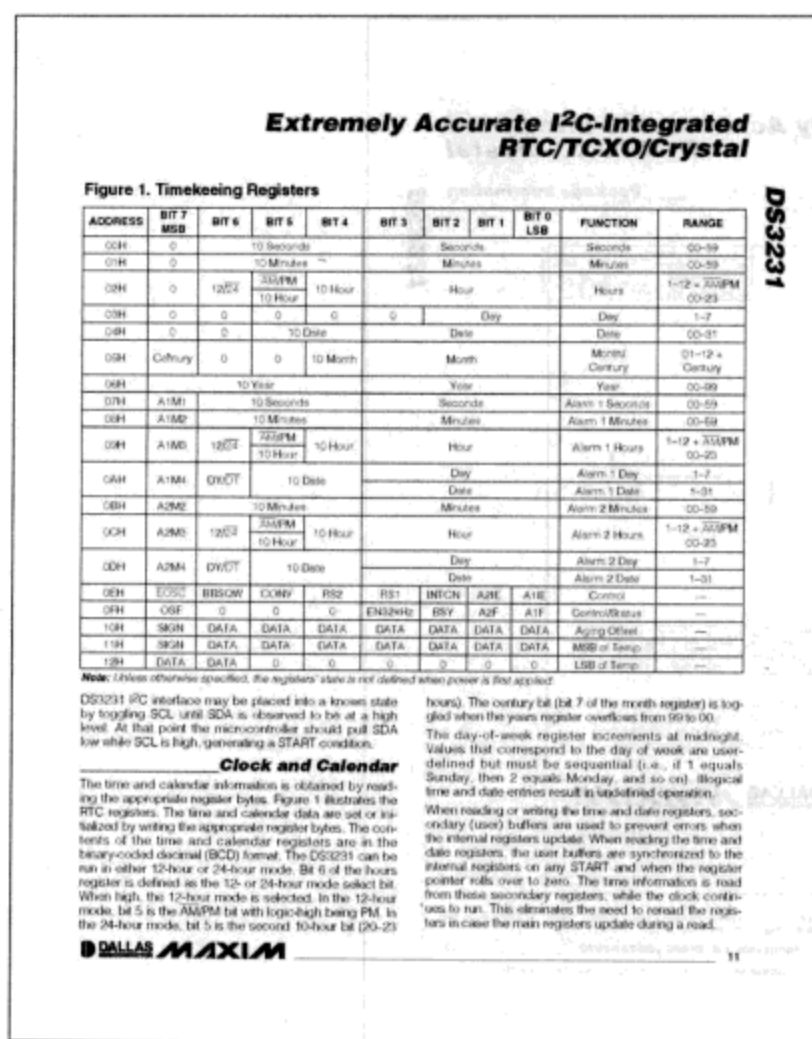 Extremely Accurate I2C-Integrated
RTC/TCXO/Crystal
DS3231
Figure 1. Timekeeing Registers
ADDRESS BIT 7 MSB BIT 6 BIT 5 BIT 4 BIT 3 BIT 2 BIT 1 BIT 0 LSB FUNCTION RANGE
00H 0 10 Seconds Seconds Seconds 00–59
01H 0 10 Minutes Minutes Minutes 00–59
02H 0 12/24 AM/PM 10 Hour 10 Hour Hour Hours 1–12 + AM/PM 00–23
03H 0 0 0 0 0 Day Day 1–7
04H 0 0 10 Date Date Date 00–31
05H Century 0 0 10 Month Month Month/ Century 01–12 + Century
06H 10 Year Year Year 00–99
07H A1M1 10 Seconds Seconds Alarm 1 Seconds 00–59
08H A1M2 10 Minutes Minutes Alarm 1 Minutes 00–59
09H A1M3 12/24 AM/PM 10 Hour 10 Hour Hour Alarm 1 Hours 1–12 + AM/PM 00–23
0AH A1M4 DY/DT 10 Date Day Alarm 1 Day 1–7
Date Alarm 1 Date 1–31
0BH A2M2 10 Minutes Minutes Alarm 2 Minutes 00–59
0CH A2M3 12/24 AM/PM 10 Hour 10 Hour Hour Alarm 2 Hours 1–12 + AM/PM 00–23
0DH A2M4 DY/DT 10 Date Day Alarm 2 Day 1–7
Date Alarm 2 Date 1–31
0EH EOSC BBSQW CONV RS2 RS1 INTCN A2IE A1IE Control —
0FH OSF 0 0 0 EN32kHz BSY A2F A1F Control/Status —
10H SIGN DATA DATA DATA DATA DATA DATA DATA Aging Offset —
11H SIGN DATA DATA DATA DATA DATA DATA DATA MSB of Temp —
12H DATA DATA 0 0 0 0 0 0 LSB of Temp —
Note: Unless otherwise specified, the registers' state is not defined when power is first applied.
DS3231 I2C interface may be placed into a known state
by toggling SCL until SDA is observed to be at a high
level. At that point the microcontroller should pull SDA
low while SCL is high, generating a START condition.
Clock and Calendar
The time and calendar information is obtained by read-
ing the appropriate register bytes. Figure 1 illustrates the
RTC registers. The time and calendar data are set or ini-
tialized by writing the appropriate register bytes. The con-
tents of the time and calendar registers are in the
binary-coded decimal (BCD) format. The DS3231 can be
run in either 12-hour or 24-hour mode. Bit 6 of the hours
register is defined as the 12- or 24-hour mode select bit.
When high, the 12-hour mode is selected. In the 12-hour
mode, bit 5 is the AM/PM bit with logic-high being PM. In
the 24-hour mode, bit 5 is the second 10-hour bit (20–23
hours). The century bit (bit 7 of the month register) is tog-
gled when the years register overflows from 99 to 00.
The day-of-week register increments at midnight.
Values that correspond to the day of week are user-
defined but must be sequential (i.e., if 1 equals
Sunday, then 2 equals Monday, and so on). Illogical
time and date entries result in undefined operation.
When reading or writing the time and date registers, sec-
ondary (user) buffers are used to prevent errors when
the internal registers update. When reading the time and
date registers, the user buffers are synchronized to the
internal registers on any START and when the register
pointer rolls over to zero. The time information is read
from these secondary registers, while the clock contin-
ues to run. This eliminates the need to reread the regis-
ters in case the main registers update during a read.
DALLAS MAXIM
11